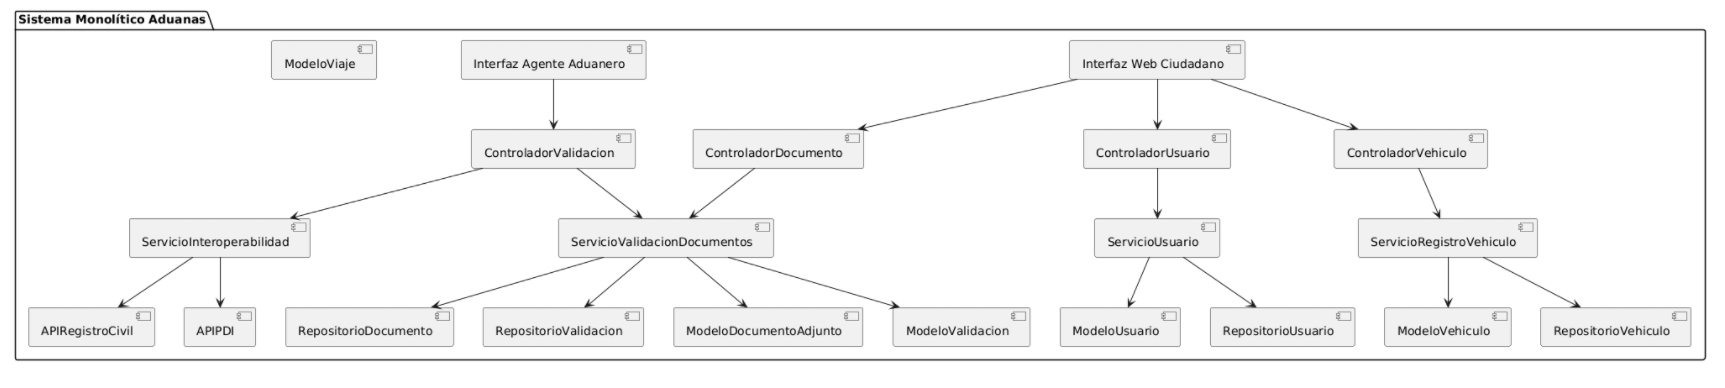 Sistema Monolítico Aduanas
ModeloViaje
Interfaz Agente Aduanero
Interfaz Web Ciudadano
ControladorValidacion
ControladorDocumento
ControladorUsuario
ControladorVehiculo
ServicioInteroperabilidad
ServicioValidacionDocumentos
ServicioUsuario
ServicioRegistroVehiculo
APIRegistroCivil
APIPDI
RepositorioDocumento
RepositorioValidacion
ModeloDocumentoAdjunto
ModeloValidacion
ModeloUsuario
RepositorioUsuario
ModeloVehiculo
RepositorioVehiculo